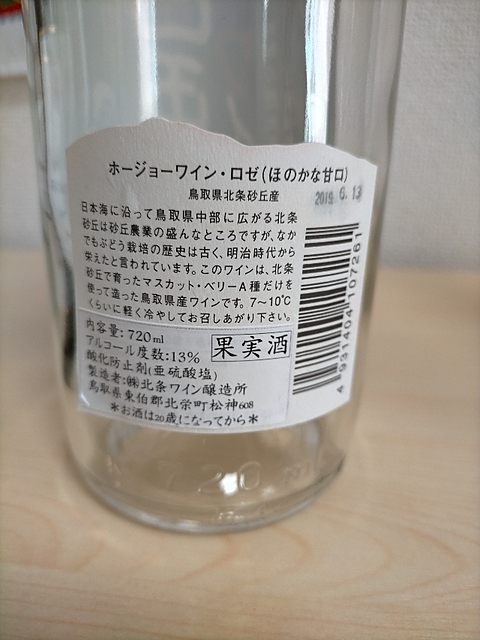 ホージョーワイン・ロゼ(ほのかな甘口)
鳥取県北条砂丘産
2019. 6. 13
日本海に沿って鳥取県中部に広がる北条
砂丘は砂丘農業の盛んなところですが、なか
でもぶどう栽培の歴史は古く、明治時代から
栄えたと言われています。このワインは、北条
砂丘で育ったマスカット・ベリーA種だけを
使って造った鳥取県産ワインです。7〜10℃
くらいに軽く冷やしてお召しあがり下さい。
内容量:720ml
アルコール度数:13%
果実酒
酸化防止剤(亜硫酸塩)
製造者:㈱北条ワイン醸造所
鳥取県東伯郡北栄町松神608
＊お酒は20歳になってから＊
4931404107261
720